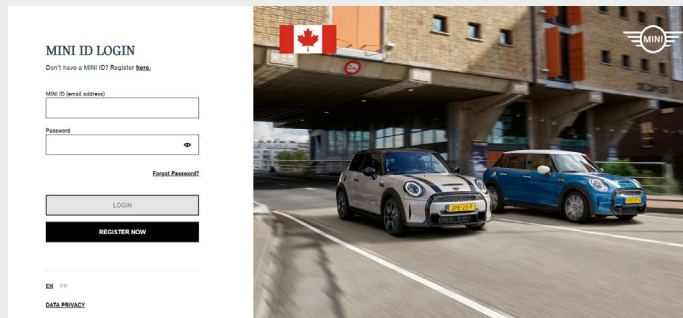 MINI ID LOGIN
Don't have a MINI ID? Register here.
MINI ID (email address)
Password
Forgot Password?
LOGIN
REGISTER NOW
EN FR
DATA PRIVACY
MINI